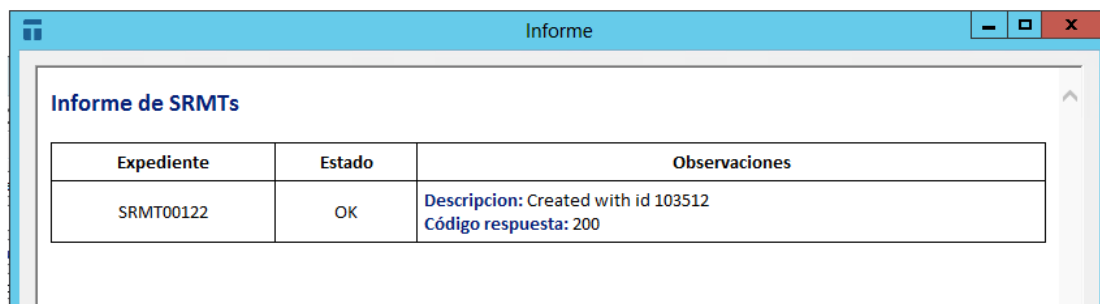 Informe
Informe de SRMTs
Expediente Estado Observaciones
SRMT00122 OK Descripcion: Created with id 103512
Código respuesta: 200